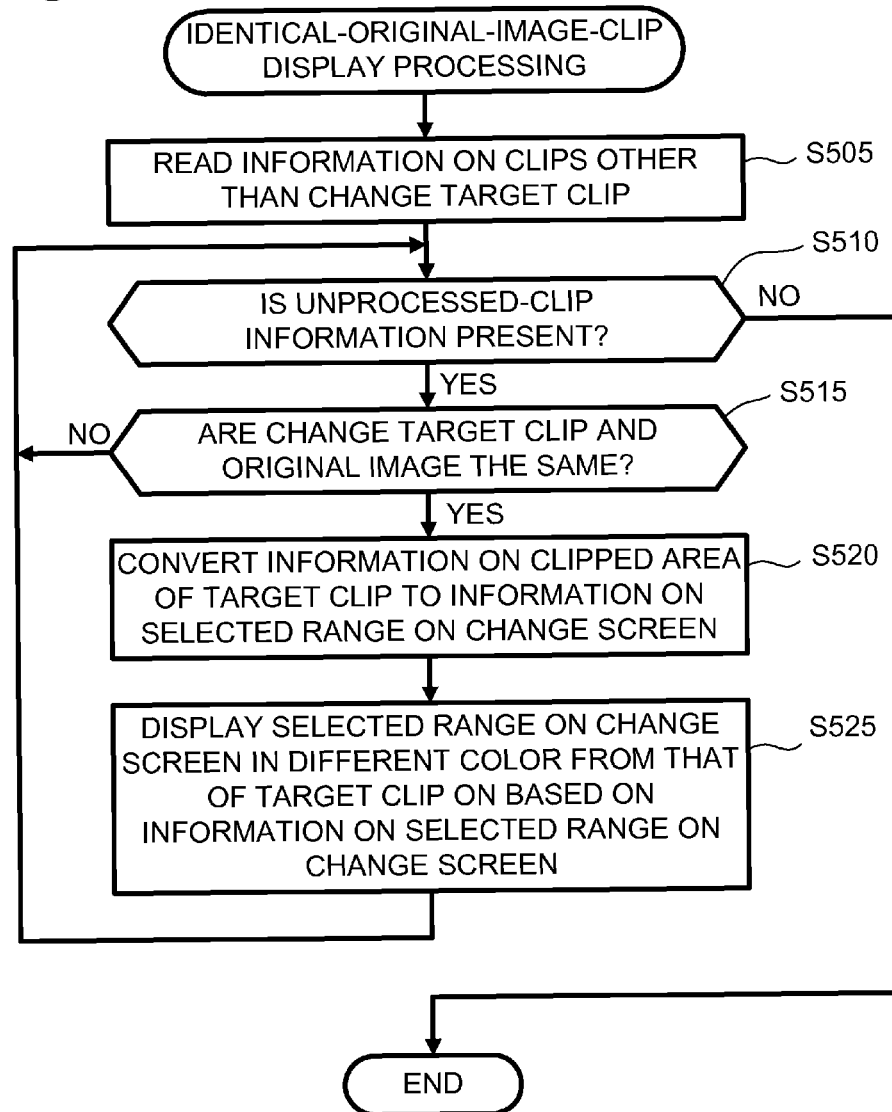 IDENTICAL-ORIGINAL-IMAGE-CLIP
DISPLAY PROCESSING
READ INFORMATION ON CLIPS OTHER
THAN CHANGE TARGET CLIP
S505
S510
IS UNPROCESSED-CLIP
INFORMATION PRESENT?
NO
YES
S515
NO
ARE CHANGE TARGET CLIP AND
ORIGINAL IMAGE THE SAME?
YES
CONVERT INFORMATION ON CLIPPED AREA
OF TARGET CLIP TO INFORMATION ON
SELECTED RANGE ON CHANGE SCREEN
S520
DISPLAY SELECTED RANGE ON CHANGE
SCREEN IN DIFFERENT COLOR FROM THAT
OF TARGET CLIP ON BASED ON
INFORMATION ON SELECTED RANGE ON
CHANGE SCREEN
S525
END